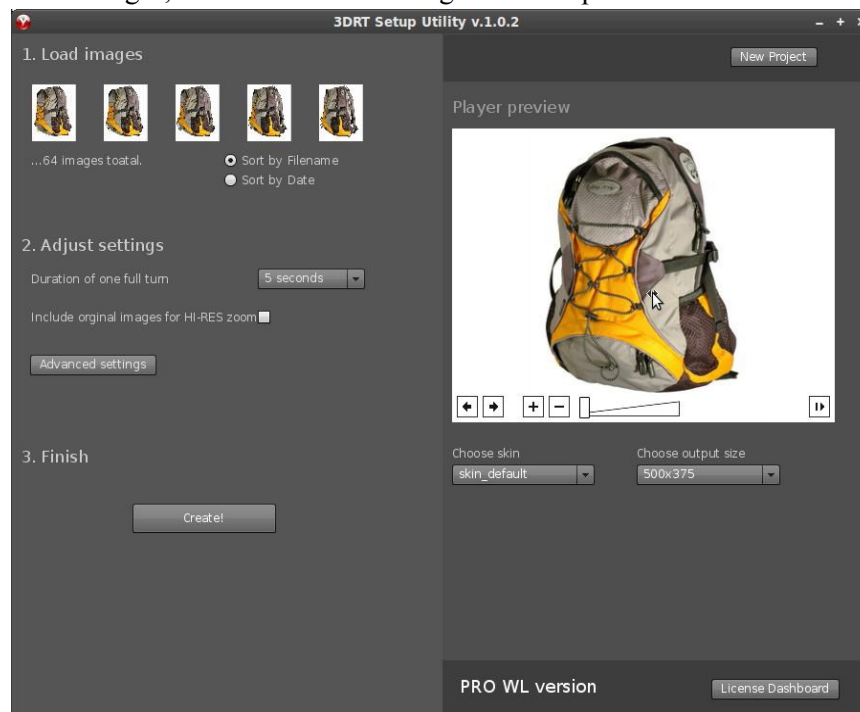 3DRT Setup Utility v.1.0.2
1. Load images
...64 images toatal.
Sort by Filename
Sort by Date
2. Adjust settings
Duration of one full turn
5 seconds
Include orginal images for HI-RES zoom
Advanced settings
3. Finish
Create!
New Project
Player preview
Choose skin
skin_default
Choose output size
500x375
PRO WL version
License Dashboard